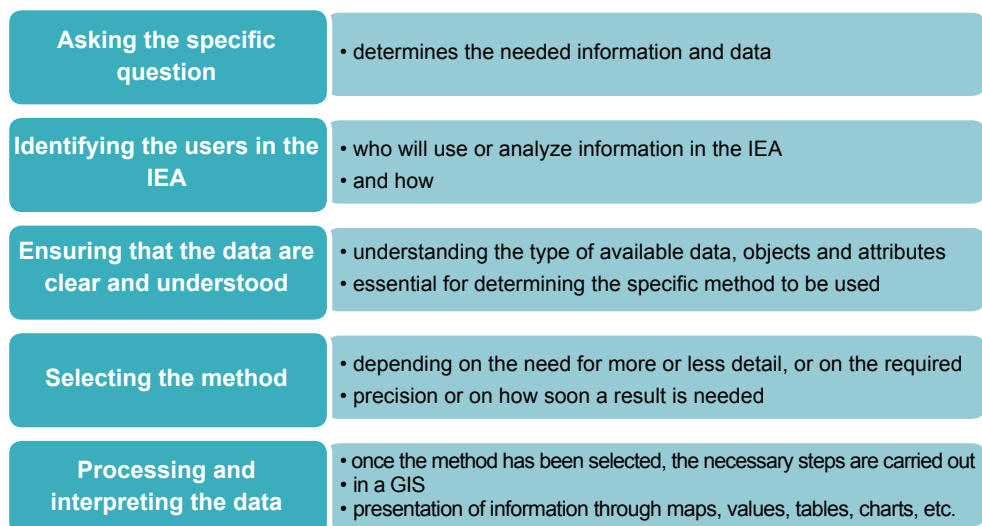 Asking the specific
question
• determines the needed information and data
Identifying the users in the
IEA
• who will use or analyze information in the IEA
• and how
Ensuring that the data are
clear and understood
• understanding the type of available data, objects and attributes
• essential for determining the specific method to be used
Selecting the method
• depending on the need for more or less detail, or on the required
• precision or on how soon a result is needed
Processing and
interpreting the data
• once the method has been selected, the necessary steps are carried out
• in a GIS
• presentation of information through maps, values, tables, charts, etc.